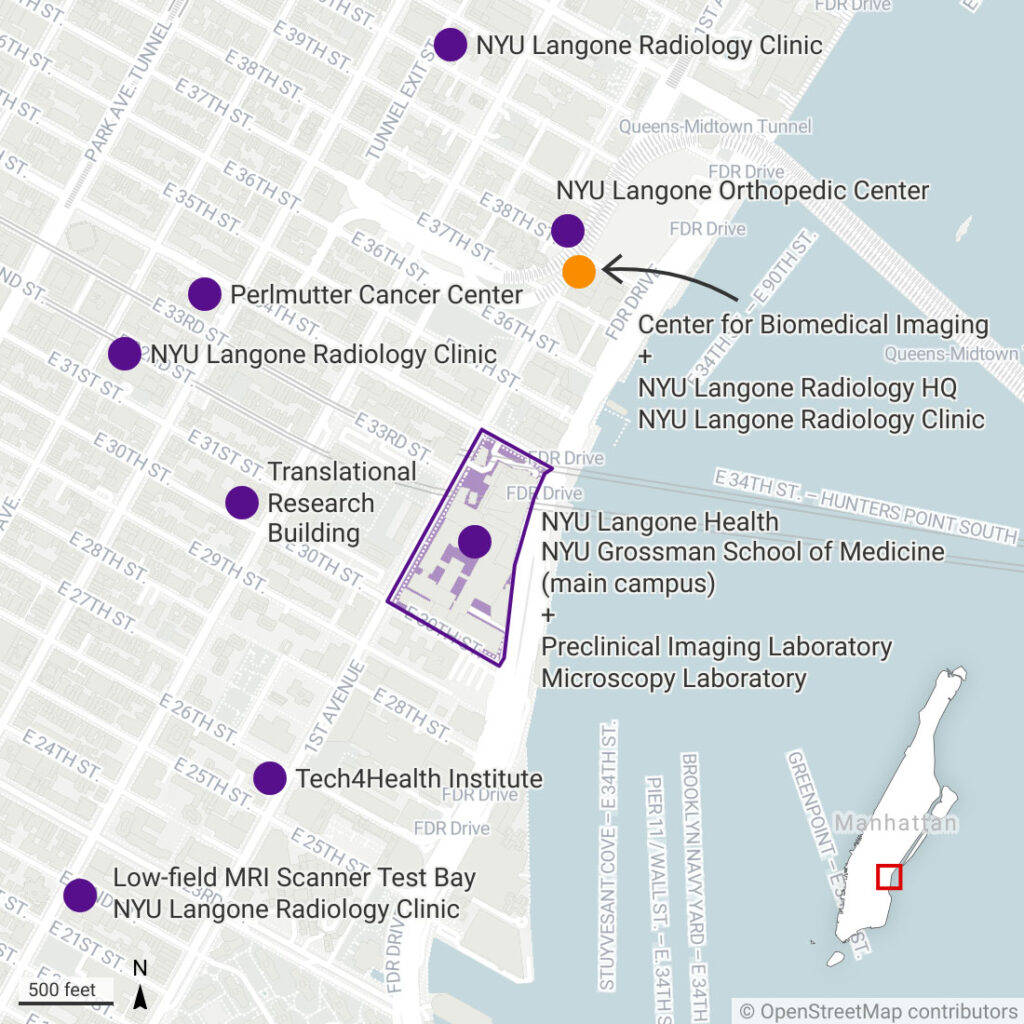 FDR Drive
E 39TH ST.
E 38TH ST.
E 37TH ST.
PARK AVE. TUNNEL
TUNNEL EXIT ST.
1ST A
NYU Langone Radiology Clinic
Queens-Midtown Tunnel
FDR Drive
E 36TH ST.
E 35TH ST.
NYU Langone Orthopedic Center
E 38TH ST.
E 37TH ST.
FDR Drive
E 36TH ST.
E 34TH ST. – E 90TH ST.
Perlmutter Cancer Center
E 33RD ST.
34TH ST.
E 36TH ST.
FDR DRIVE
Center for Biomedical Imaging
+
NYU Langone Radiology HQ
NYU Langone Radiology Clinic
Queens-Midtown
NYU Langone Radiology Clinic
E 31ST ST.
E 33RD ST.
E 31ST ST.
E 30TH ST.
FDR Drive
FDR Drive
E 34TH ST. – HUNTERS POINT SOUTH
Translational
Research
Building
NYU Langone Health
NYU Grossman School of Medicine
(main campus)
+
Preclinical Imaging Laboratory
Microscopy Laboratory
AVE.
E 28TH ST.
E 29TH ST.
E 30TH ST.
E 27TH ST.
E 30TH ST.
1ST AVENUE
E 28TH ST.
E 26TH ST.
E 24TH ST.
E 25TH ST.
Tech4Health Institute
FDR Drive
FDR Drive
E 25TH ST.
Low-field MRI Scanner Test Bay
NYU Langone Radiology Clinic
E 21ST ST.
FDR DRIVE
STUYVESANT COVE – E 34TH ST.
PIER 11 / WALL ST. – E 34TH
BROOKLYN NAVY YARD – E 34TH
GREENPOINT – E 3
ST.
Manhattan
N
500 feet
© OpenStreetMap contributors